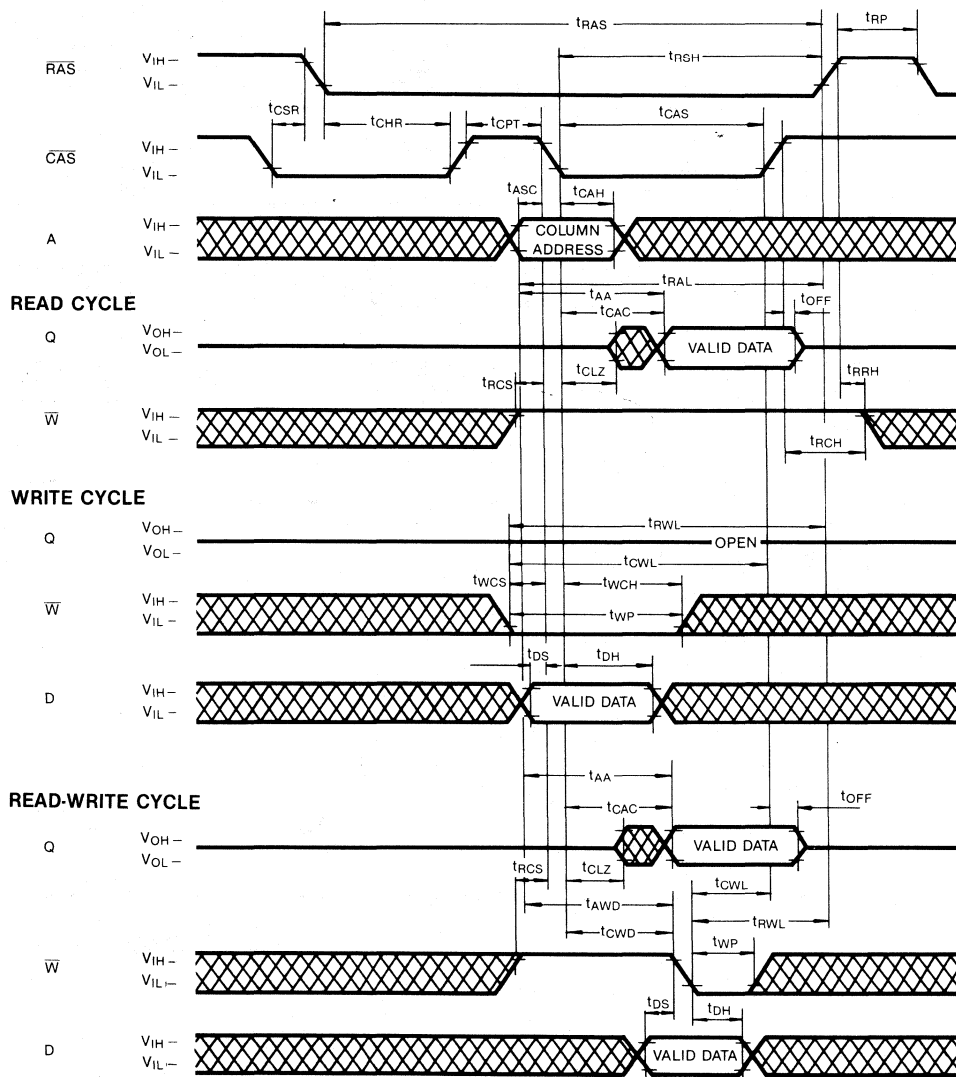 tRAS
tRP
RAS
VIH–
VIL–
tRSH
tCSR
tCHR
tCPT
tCAS
CAS
VIH–
VIL–
tASC
tCAH
A
VIH–
VIL–
COLUMN
ADDRESS
tRAL
READ CYCLE
tAA
tOFF
tCAC
Q
VOH–
VOL–
VALID DATA
tRCS
tCLZ
tRRH
W
VIH–
VIL–
tRCH
WRITE CYCLE
tRWL
Q
VOH–
VOL–
OPEN
tCWL
tWCS
tWCH
W
VIH–
VIL–
tWP
tDS
tDH
D
VIH–
VIL–
VALID DATA
tAA
READ-WRITE CYCLE
tCAC
tOFF
Q
VOH–
VOL–
VALID DATA
tRCS
tCLZ
tCWL
tAWD
tRWL
tCWD
tWP
W
VIH–
VIL–
tDS
tDH
D
VIH–
VIL–
VALID DATA